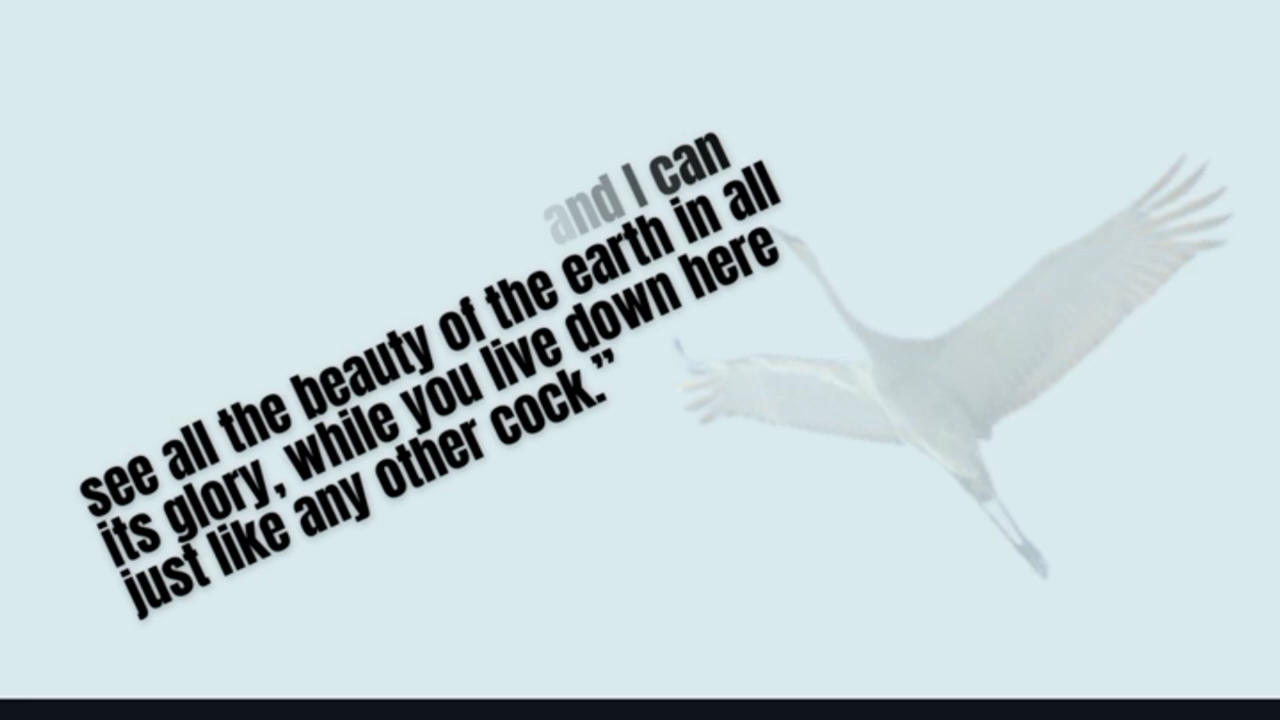 and I can
see all the beauty of the earth in all
its glory, while you live down here
just like any other cock.”